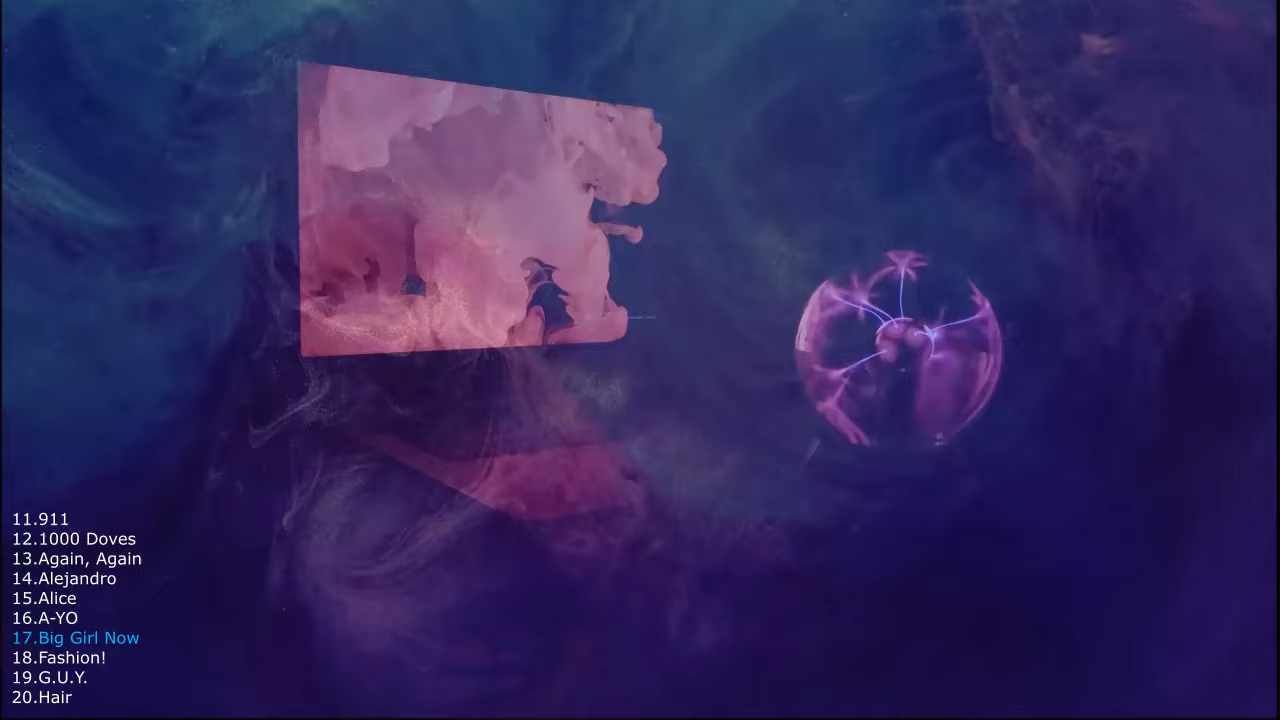 11.911
12.1000 Doves
13.Again, Again
14.Alejandro
15.Alice
16.A-YO
17.Big Girl Now
18.Fashion!
19.G.U.Y.
20.Hair